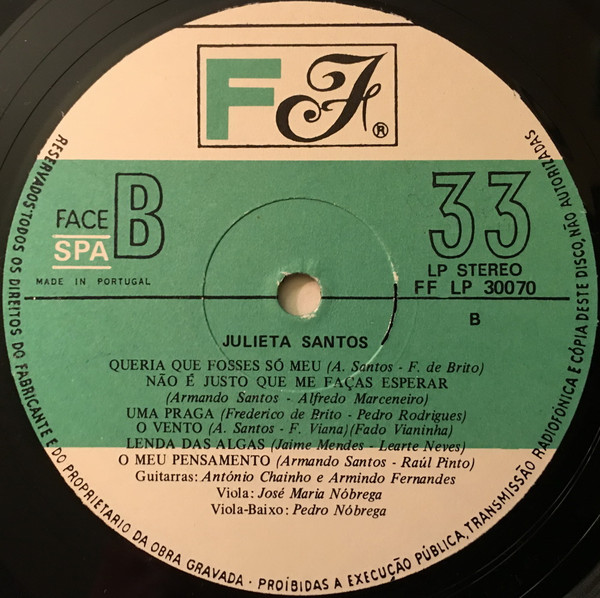 FJ®
FACE B
SPA
MADE IN PORTUGAL
33
LP STEREO
FF LP 30070
B
JULIETA SANTOS
QUERIA QUE FOSSES SÓ MEU (A. Santos - F. de Brito)
NÃO É JUSTO QUE ME FAÇAS ESPERAR
(Armando Santos - Alfredo Marceneiro)
UMA PRAGA (Frederico de Brito - Pedro Rodrigues)
O VENTO (A. Santos - F. Viana)(Fado Vianinha)
LENDA DAS ALGAS (Jaime Mendes - Learte Neves)
O MEU PENSAMENTO (Armando Santos - Raúl Pinto)
Guitarras: António Chainho e Armindo Fernandes
Viola: José Maria Nóbrega
Viola-Baixo: Pedro Nóbrega
RESERVADOS TODOS OS DIREITOS DO FABRICANTE E DO PROPRIETARIO DA OBRA GRAVADA · PROÍBIDAS A EXECUÇÃO PÚBLICA, TRANSMISSÃO RADIOFÓNICA E CÓPIA DESTE DISCO, NÃO AUTORIZADAS